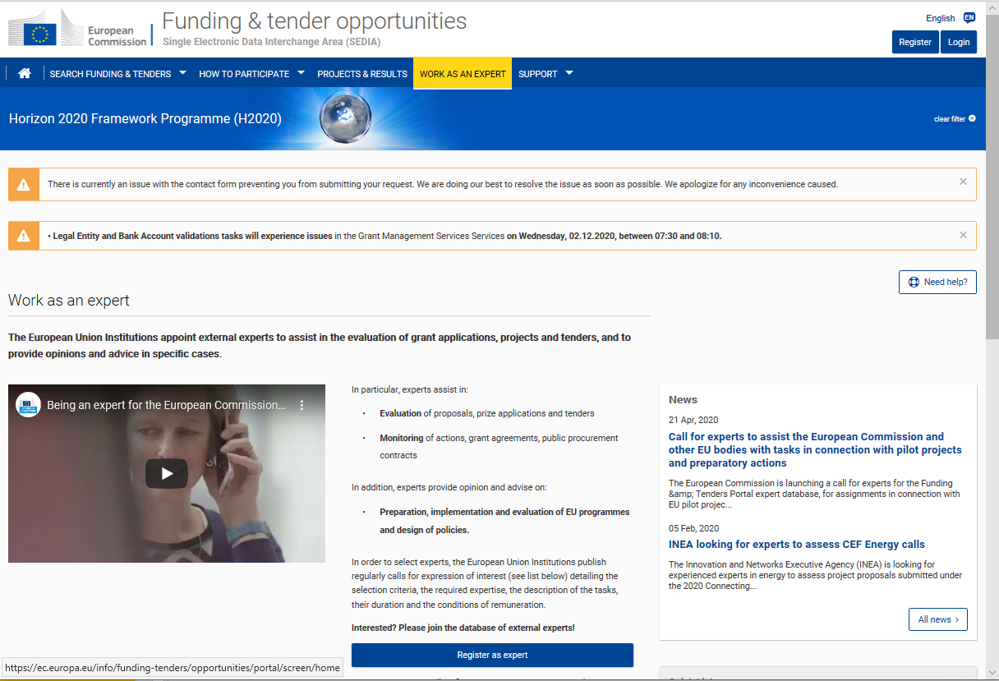 European
Commission
Funding & tender opportunities
Single Electronic Data Interchange Area (SEDIA)
English EN
Register Login
SEARCH FUNDING & TENDERS HOW TO PARTICIPATE PROJECTS & RESULTS WORK AS AN EXPERT SUPPORT
Horizon 2020 Framework Programme (H2020)
clear filter
There is currently an issue with the contact form preventing you from submitting your request. We are doing our best to resolve the issue as soon as possible. We apologize for any inconvenience caused.
• Legal Entity and Bank Account validations tasks will experience issues in the Grant Management Services Services on Wednesday, 02.12.2020, between 07:30 and 08:10.
Need help?
Work as an expert
The European Union Institutions appoint external experts to assist in the evaluation of grant applications, projects and tenders, and to
provide opinions and advice in specific cases.
Being an expert for the European Commission...
In particular, experts assist in:
• Evaluation of proposals, prize applications and tenders
• Monitoring of actions, grant agreements, public procurement
contracts
In addition, experts provide opinion and advise on:
• Preparation, implementation and evaluation of EU programmes
and design of policies.
In order to select experts, the European Union Institutions publish
regularly calls for expression of interest (see list below) detailing the
selection criteria, the required expertise, the description of the tasks,
their duration and the conditions of remuneration.
Interested? Please join the database of external experts!
Register as expert
News
21 Apr, 2020
Call for experts to assist the European Commission and
other EU bodies with tasks in connection with pilot projects
and preparatory actions
The European Commission is launching a call for experts for the Funding
&amp; Tenders Portal expert database, for assignments in connection with
EU pilot projec...
05 Feb, 2020
INEA looking for experts to assess CEF Energy calls
The Innovation and Networks Executive Agency (INEA) is looking for
experienced experts in energy to assess project proposals submitted under
the 2020 Connecting...
All news >
https://ec.europa.eu/info/funding-tenders/opportunities/portal/screen/home